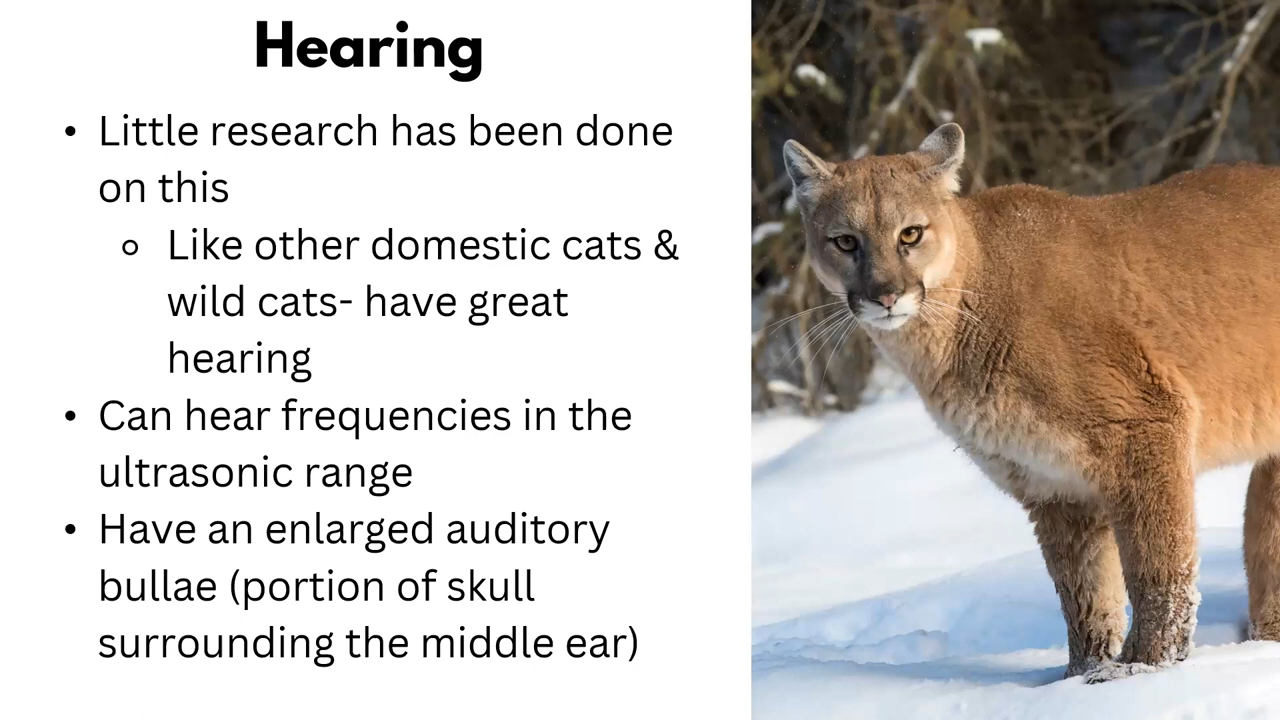 Hearing
• Little research has been done
on this
◦ Like other domestic cats &
wild cats- have great
hearing
• Can hear frequencies in the
ultrasonic range
• Have an enlarged auditory
bullae (portion of skull
surrounding the middle ear)